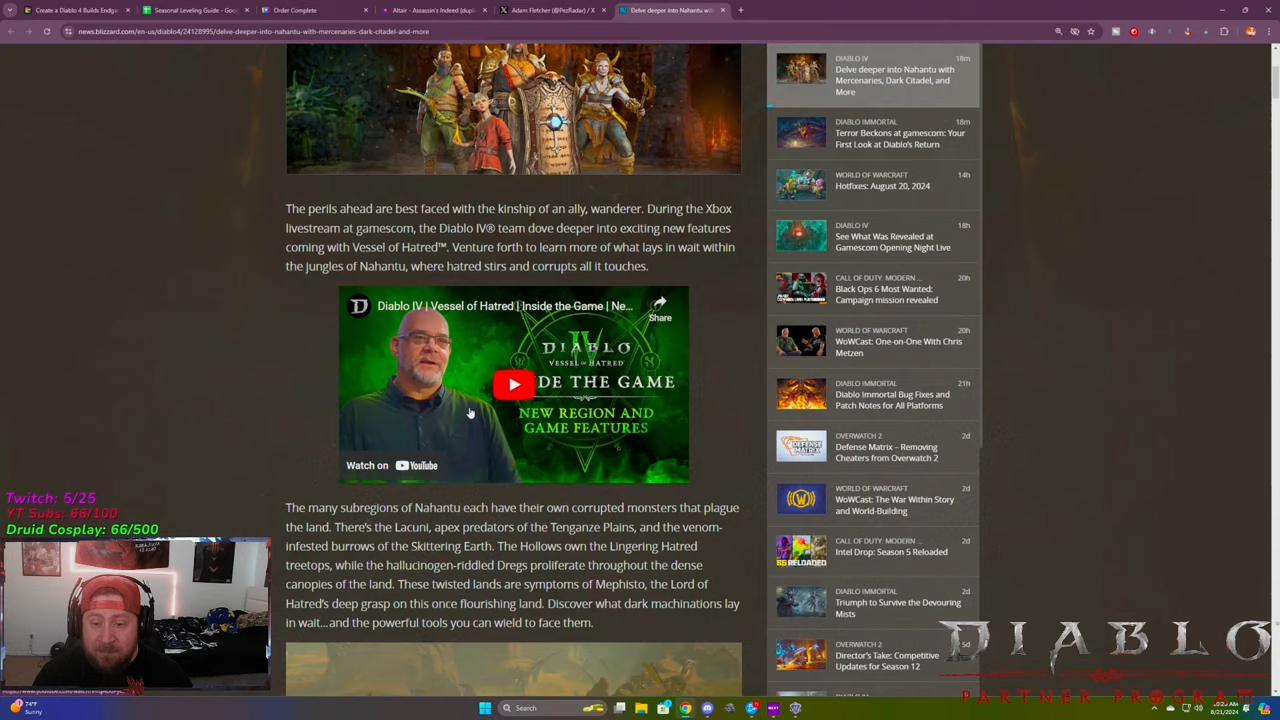 Create a Diablo 4 Builds Endga
Seasonal Leveling Guide - Goo
Order Complete
Altair - Assassin's Indeed (dupli
Adam Fletcher (@PezRadar) / X
Delve deeper into Nahantu with
news.blizzard.com/en-us/diablo4/24128995/delve-deeper-into-nahantu-with-mercenaries-dark-citadel-and-more
The perils ahead are best faced with the kinship of an ally, wanderer. During the Xbox
livestream at gamescom, the Diablo IV® team dove deeper into exciting new features
coming with Vessel of Hatred™. Venture forth to learn more of what lays in wait within
the jungles of Nahantu, where hatred stirs and corrupts all it touches.
Diablo IV | Vessel of Hatred | Inside the Game | Ne...
Share
DIABLO
IV
VESSEL OF HATRED
IDE THE GAME
NEW REGION AND
GAME FEATURES
Watch on YouTube
The many subregions of Nahantu each have their own corrupted monsters that plague
the land. There's the Lacuni, apex predators of the Teganze Plains, and the venom-
infested burrows of the Skittering Earth. The Hollows own the Lingering Hatred
treetops, while the hallucinogen-riddled Dregs proliferate throughout the dense
canopies of the land. These twisted lands are symptoms of Mephisto, the Lord of
Hatred's deep grasp on this once flourishing land. Discover what dark machinations lay
in wait...and the powerful tools you can wield to face them.
DIABLO IV 18m
Delve deeper into Nahantu with
Mercenaries, Dark Citadel, and
More
DIABLO IMMORTAL 18m
Terror Beckons at gamescom: Your
First Look at Diablo's Return
WORLD OF WARCRAFT 14h
Hotfixes: August 20, 2024
DIABLO IV 18h
See What Was Revealed at
Gamescom Opening Night Live
CALL OF DUTY: MODERN ... 20h
Black Ops 6 Most Wanted:
Campaign mission revealed
WORLD OF WARCRAFT 20h
WoWCast: One-on-One With Chris
Metzen
DIABLO IMMORTAL 21h
Diablo Immortal Bug Fixes and
Patch Notes for All Platforms
OVERWATCH 2 2d
DEFENSE
MATRIX
Defense Matrix – Removing
Cheaters from Overwatch 2
WORLD OF WARCRAFT 2d
WoWCast: The War Within Story
and World-Building
CALL OF DUTY: MODERN ... 2d
S5 RELOADED
Intel Drop: Season 5 Reloaded
DIABLO IMMORTAL 2d
Triumph to Survive the Devouring
Mists
OVERWATCH 2 5d
Director's Take: Competitive
Updates for Season 12
Twitch: 5/25
YT Subs: 66/100
Druid Cosplay: 66/500
DIABLO
PARTNER PROGRAM
74°F
Sunny
Search
8/21/2024